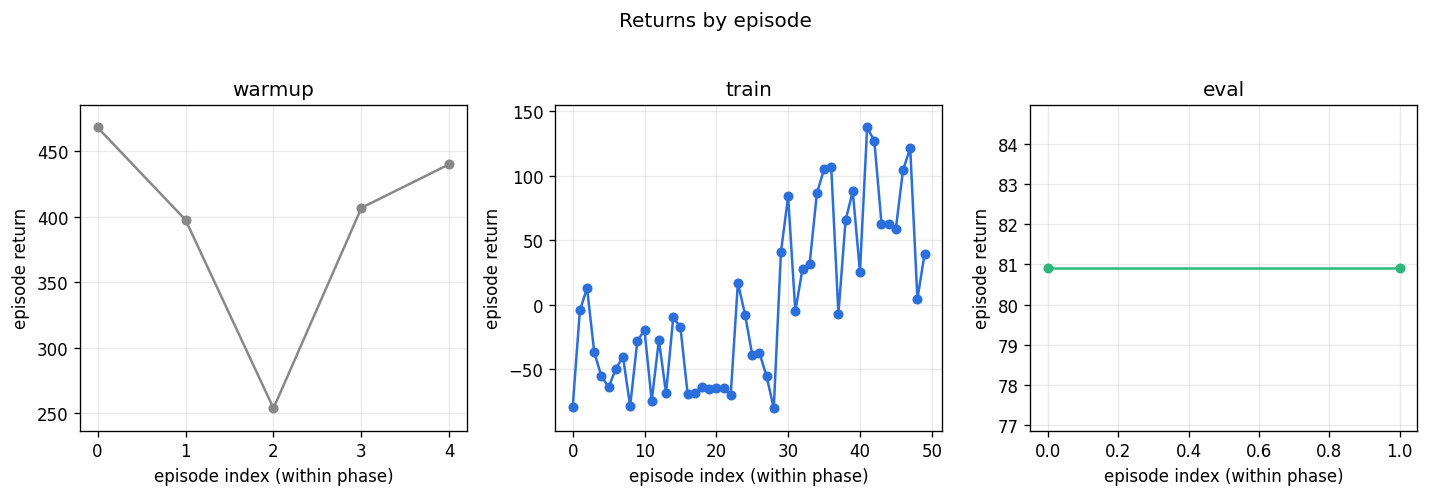 Returns by episode
warmup
episode return
450
400
350
300
250
0 1 2 3 4
episode index (within phase)
train
episode return
150
100
50
0
−50
0 10 20 30 40 50
episode index (within phase)
eval
episode return
84
83
82
81
80
79
78
77
0.0 0.2 0.4 0.6 0.8 1.0
episode index (within phase)